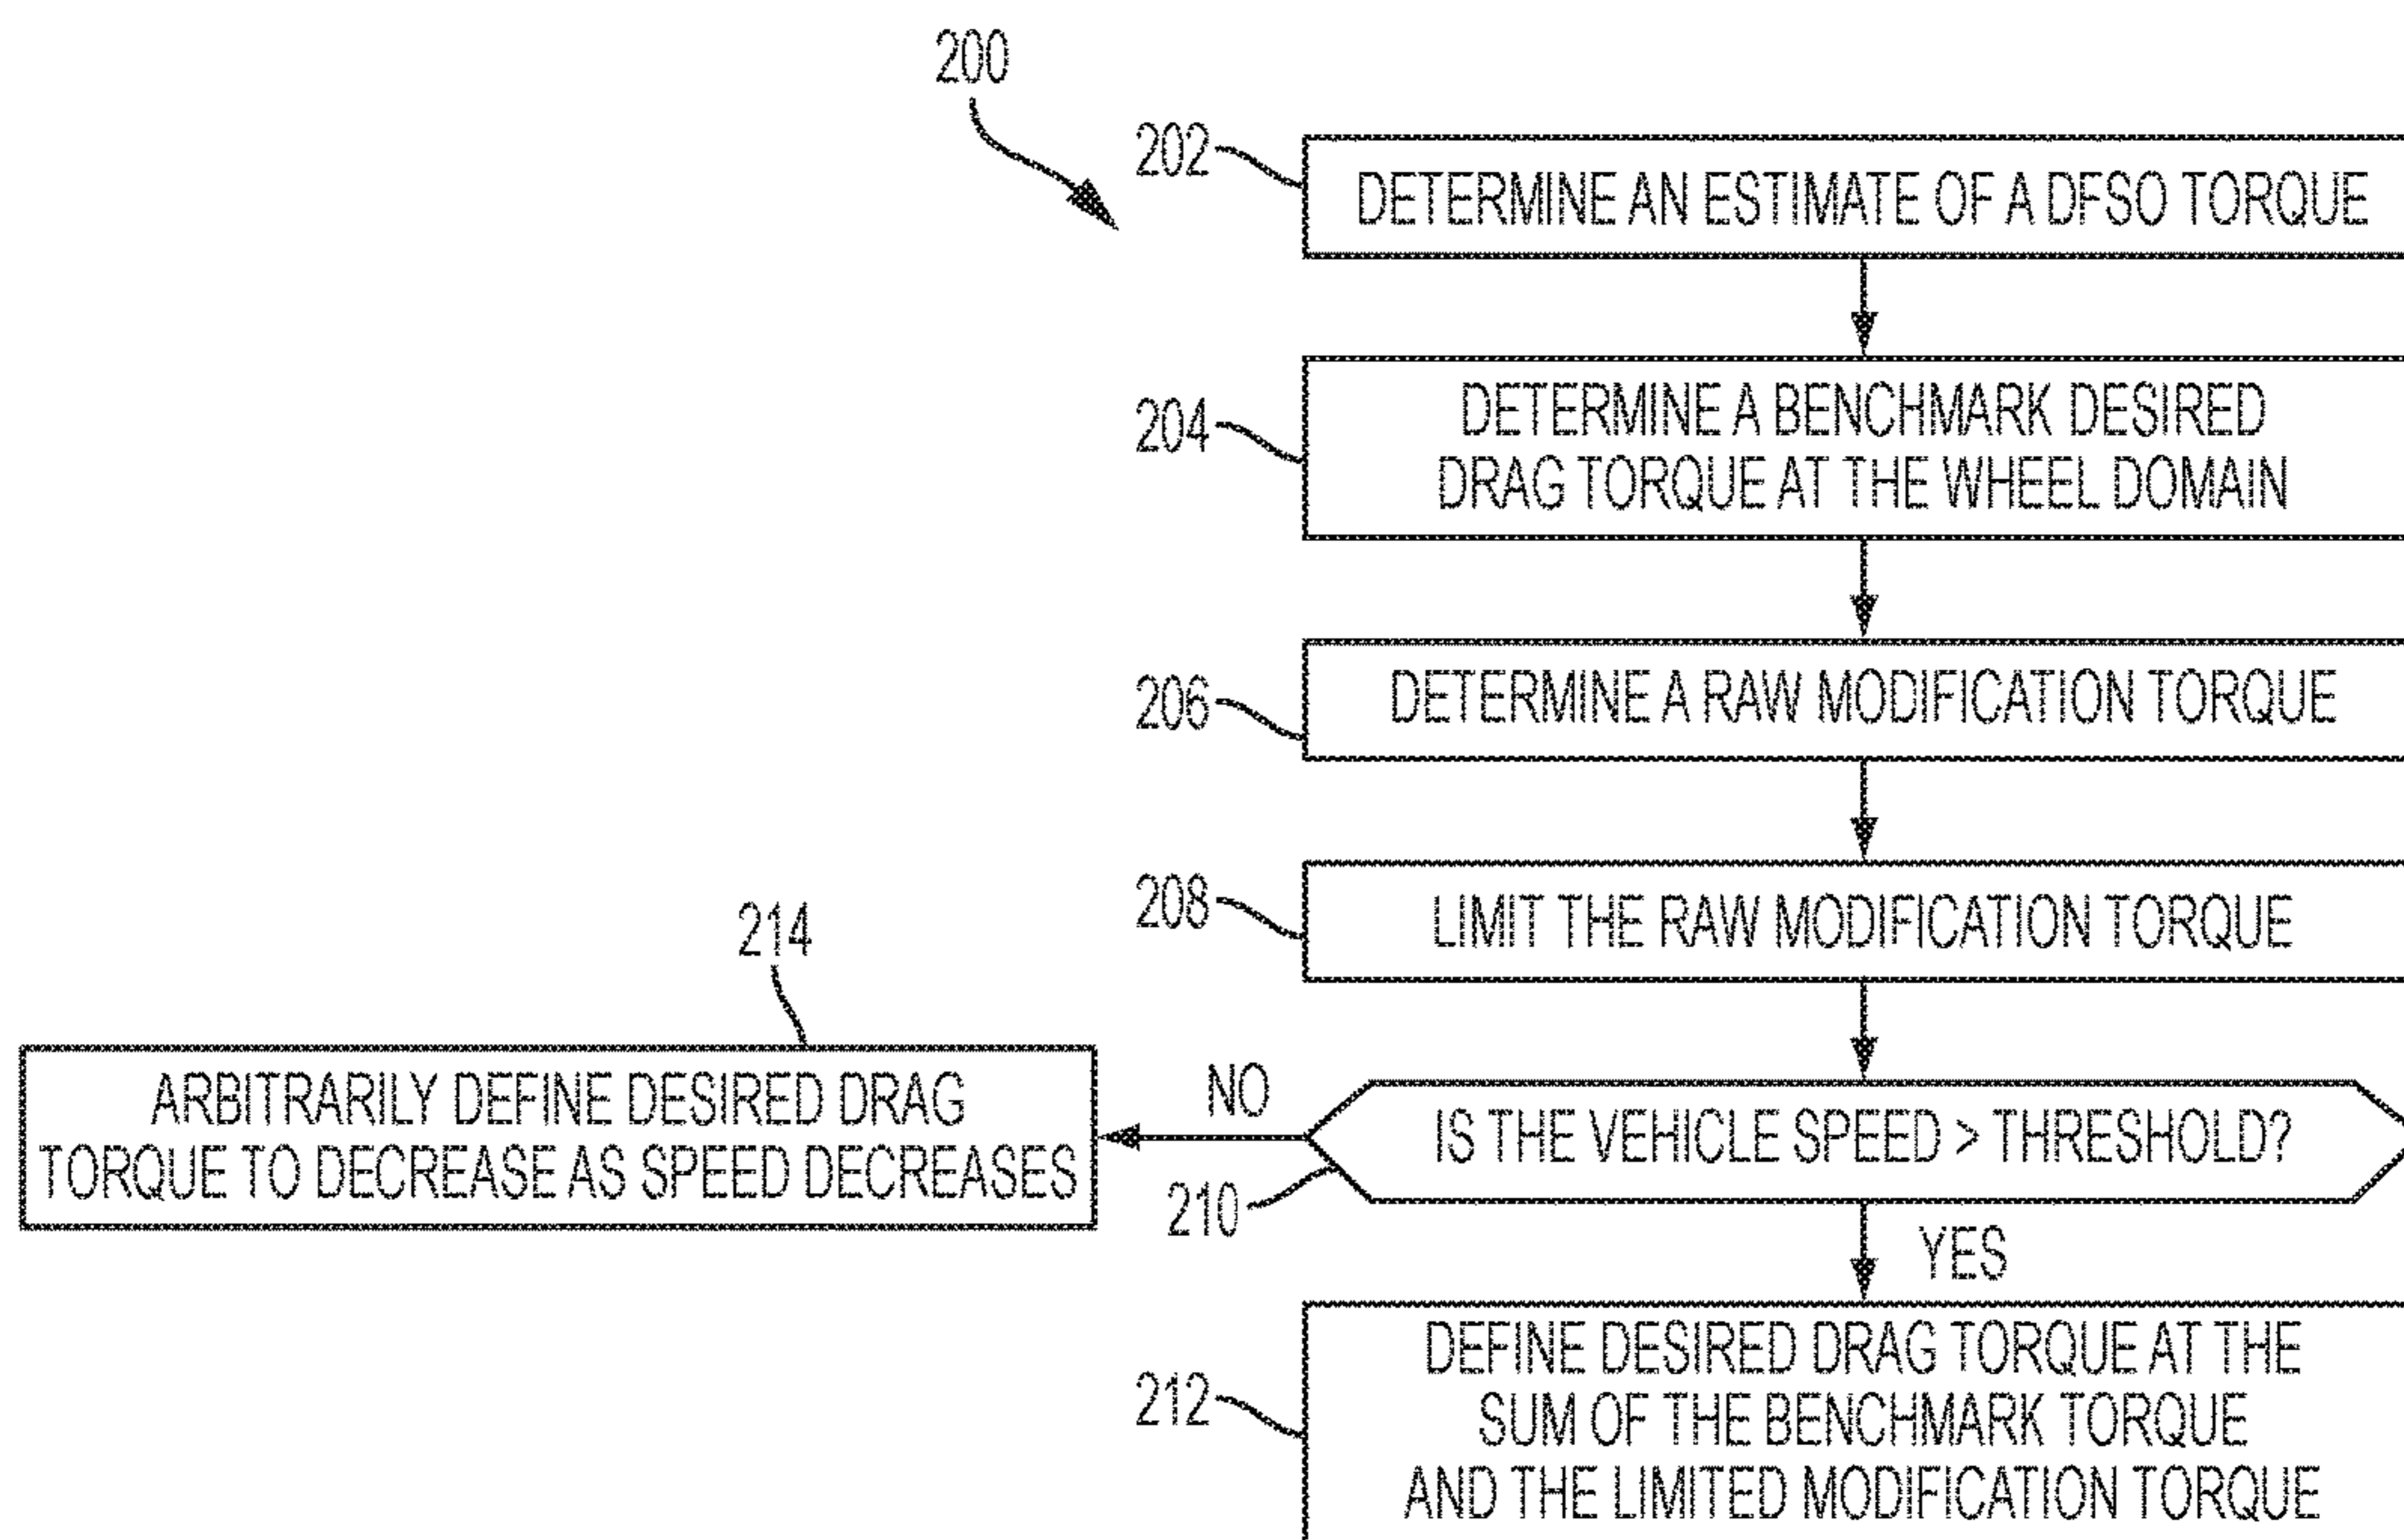 200
202
DETERMINE AN ESTIMATE OF A DFSO TORQUE
204
DETERMINE A BENCHMARK DESIRED
DRAG TORQUE AT THE WHEEL DOMAIN
206
DETERMINE A RAW MODIFICATION TORQUE
208
LIMIT THE RAW MODIFICATION TORQUE
214
ARBITRARILY DEFINE DESIRED DRAG
TORQUE TO DECREASE AS SPEED DECREASES
NO
IS THE VEHICLE SPEED > THRESHOLD?
210
YES
212
DEFINE DESIRED DRAG TORQUE AT THE
SUM OF THE BENCHMARK TORQUE
AND THE LIMITED MODIFICATION TORQUE